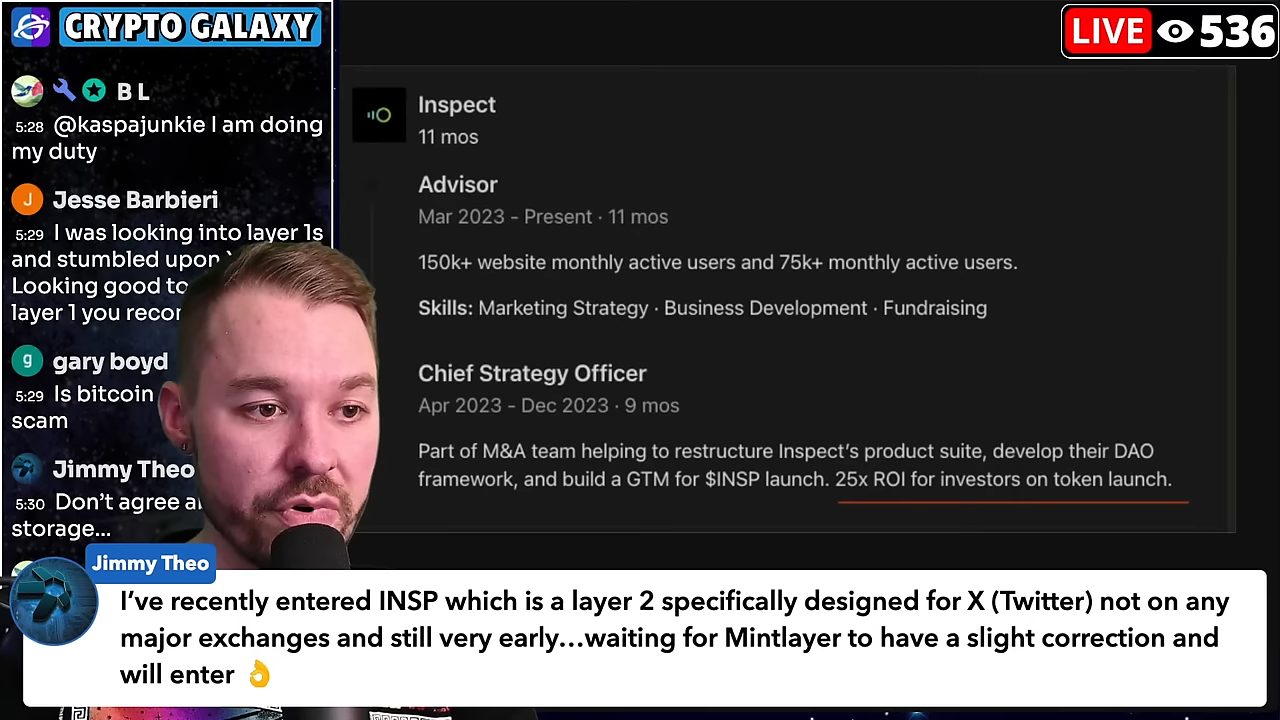 CRYPTO GALAXY
LIVE 536
B L
5:28 @kaspajunkie I am doing
my duty
Jesse Barbieri
5:29 I was looking into layer 1s
and stumbled upon
Looking good to
layer 1 you
gary boyd
5:29 Is bitcoin
scam
Jimmy Theo
5:30 Don’t agree
storage...
Inspect
11 mos
Advisor
Mar 2023 - Present · 11 mos
150k+ website monthly active users and 75k+ monthly active users.
Skills: Marketing Strategy · Business Development · Fundraising
Chief Strategy Officer
Apr 2023 - Dec 2023 · 9 mos
Part of M&A team helping to restructure Inspect’s product suite, develop their DAO
framework, and build a GTM for $INSP launch. 25x ROI for investors on token launch.
Jimmy Theo
I’ve recently entered INSP which is a layer 2 specifically designed for X (Twitter) not on any
major exchanges and still very early...waiting for Mintlayer to have a slight correction and
will enter 👌